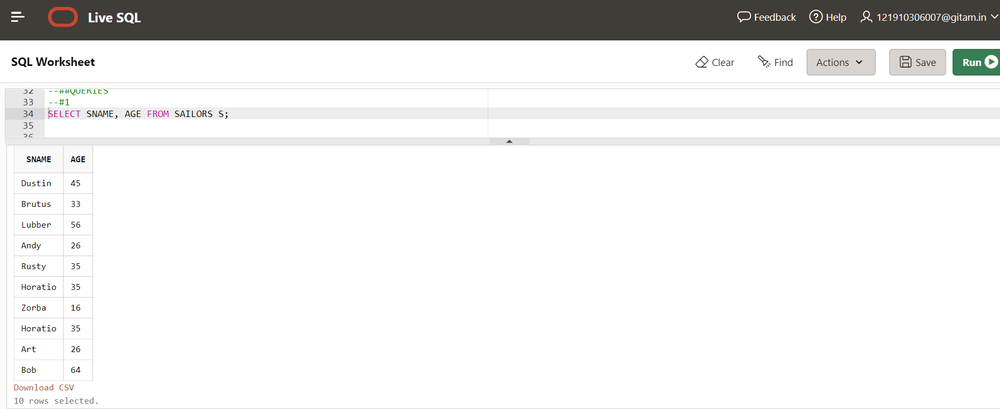 Live SQL
Feedback Help 121910306007@gitam.in
SQL Worksheet
Clear Find Actions Save Run
32 --##QUERIES
33 --#1
34 SELECT SNAME, AGE FROM SAILORS S;
35
36
SNAME AGE
Dustin 45
Brutus 33
Lubber 56
Andy 26
Rusty 35
Horatio 35
Zorba 16
Horatio 35
Art 26
Bob 64
Download CSV
10 rows selected.